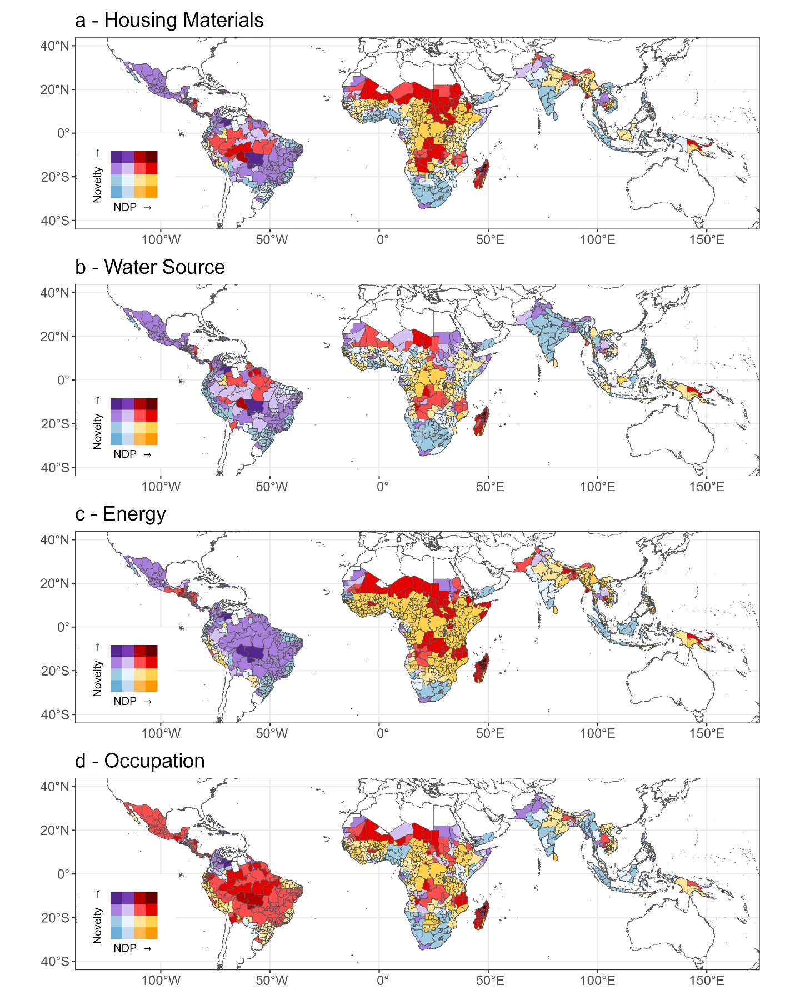 a - Housing Materials
40°N
20°N
0°
20°S
40°S
Novelty →
NDP →
100°W 50°W 0° 50°E 100°E 150°E
b - Water Source
40°N
20°N
0°
20°S
40°S
Novelty →
NDP →
100°W 50°W 0° 50°E 100°E 150°E
c - Energy
40°N
20°N
0°
20°S
40°S
Novelty →
NDP →
100°W 50°W 0° 50°E 100°E 150°E
d - Occupation
40°N
20°N
0°
20°S
40°S
Novelty →
NDP →
100°W 50°W 0° 50°E 100°E 150°E